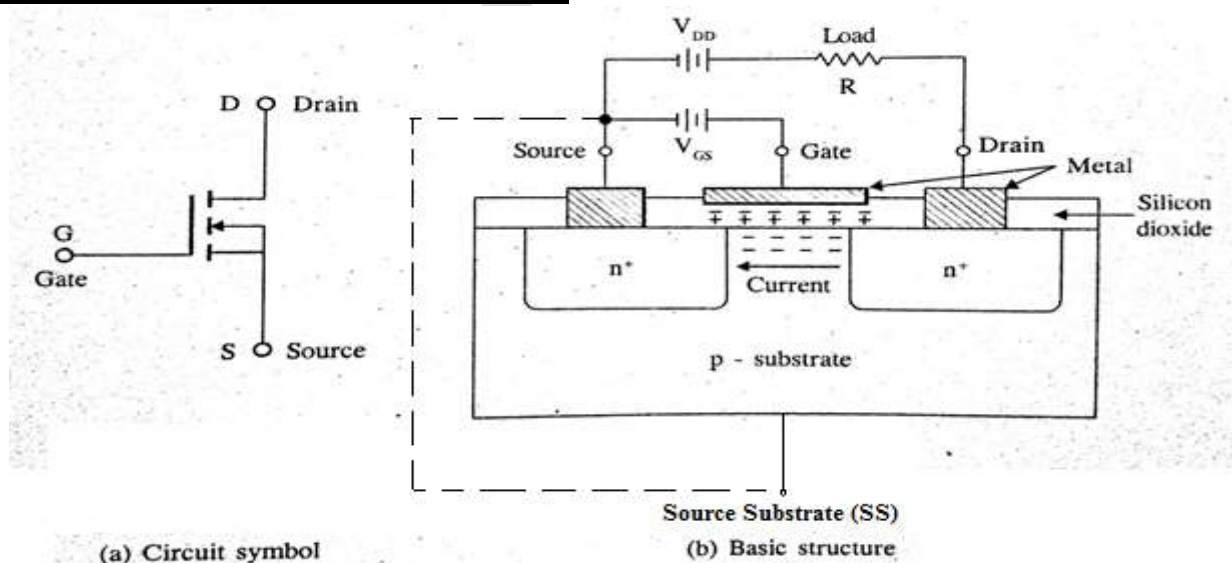 V_DD
Load
R
D Drain
Source
V_GS
Gate
Drain
Metal
Silicon
dioxide
G
Gate
n+
n+
Current
S Source
p - substrate
Source Substrate (SS)
(a) Circuit symbol
(b) Basic structure